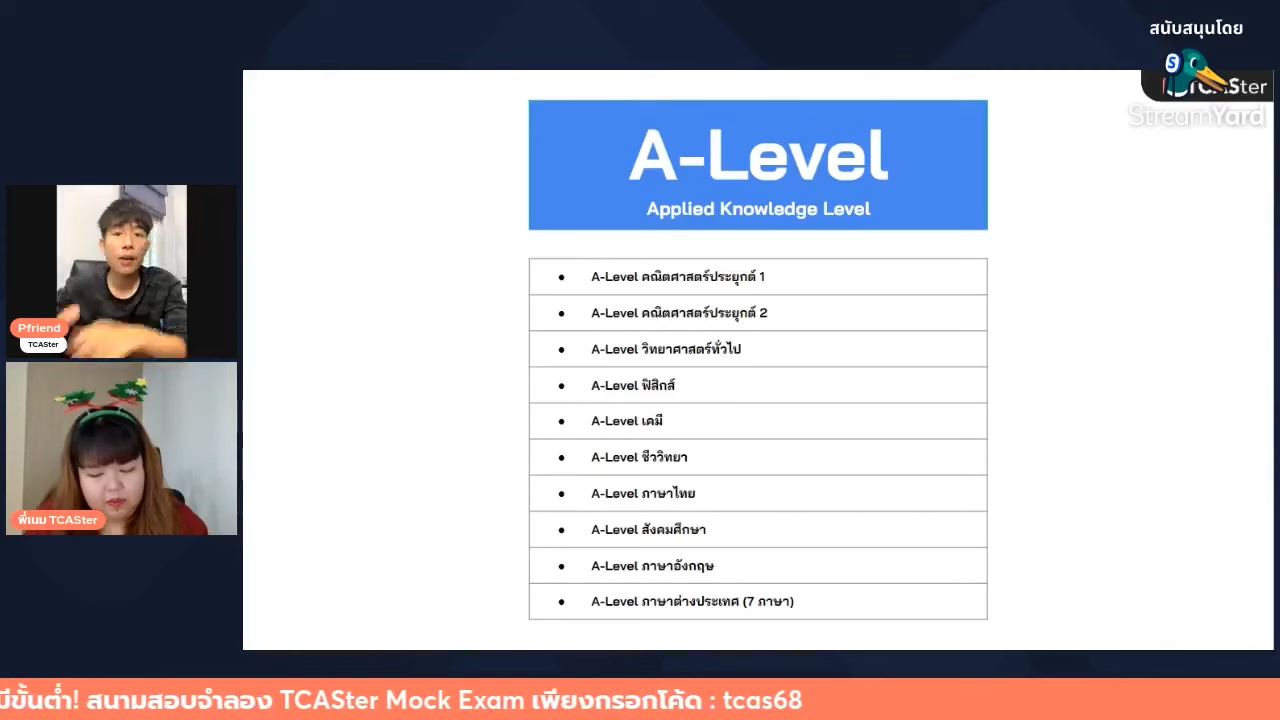 สนับสนุนโดย
StreamYard
A-Level
Applied Knowledge Level
A-Level คณิตศาสตร์ประยุกต์ 1
A-Level คณิตศาสตร์ประยุกต์ 2
A-Level วิทยาศาสตร์ทั่วไป
A-Level ฟิสิกส์
A-Level เคมี
A-Level ชีววิทยา
A-Level ภาษาไทย
A-Level สังคมศึกษา
A-Level ภาษาอังกฤษ
A-Level ภาษาต่างประเทศ (7 ภาษา)
Pfriend
TCASter
พี่เนม TCASter
มีขั้นต่ำ! สนามสอบจำลอง TCASter Mock Exam เพียงกรอกโค้ด : tcas68